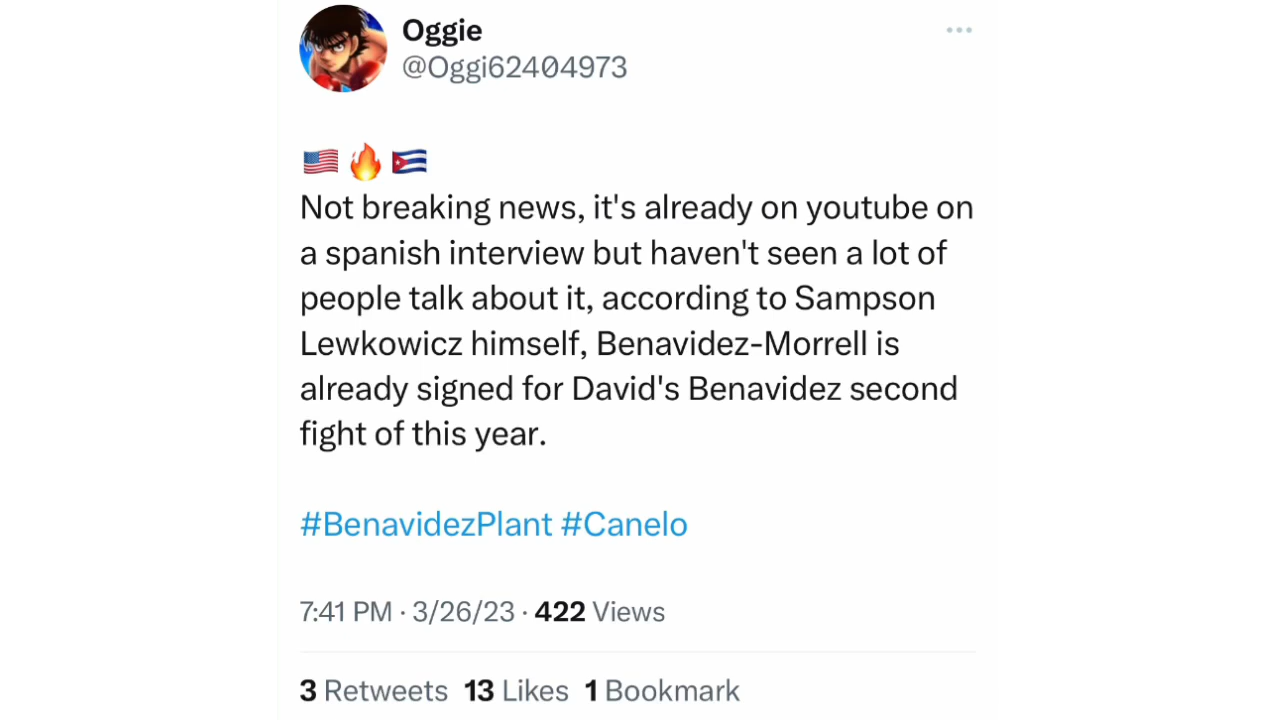 Oggie
@Oggi62404973
🇺🇸 🔥 🇨🇺
Not breaking news, it's already on youtube on
a spanish interview but haven't seen a lot of
people talk about it, according to Sampson
Lewkowicz himself, Benavidez-Morrell is
already signed for David's Benavidez second
fight of this year.
#BenavidezPlant #Canelo
7:41 PM · 3/26/23 · 422 Views
3 Retweets 13 Likes 1 Bookmark